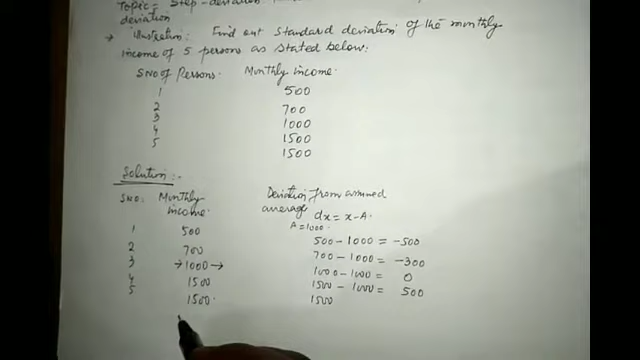 Topic = Step-deviation
deviation
→ Illustration: Find out Standard deviation of the monthly
income of 5 persons as stated below:
SNO of Persons Monthly income.
1 500
2 700
3 1000
4 1500
5 1500
Solution:-
SNO: Monthly income. Deviation from assumed average dx = x-A.
A = 1000.
1 500 500-1000 = -500
2 700 700-1000 = -300
3 →1000→ 1000-1000 = 0
4 1500 1500-1000 = 500
5 1500. 1500